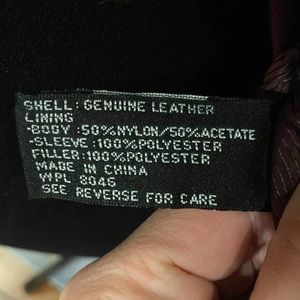 SHELL: GENUINE LEATHER
LINING
-BODY: 50%NYLON/50%ACETATE
-SLEEVE: 100%POLYESTER
FILLER: 100%POLYESTER
MADE IN CHINA
WPL 8045
SEE REVERSE FOR CARE